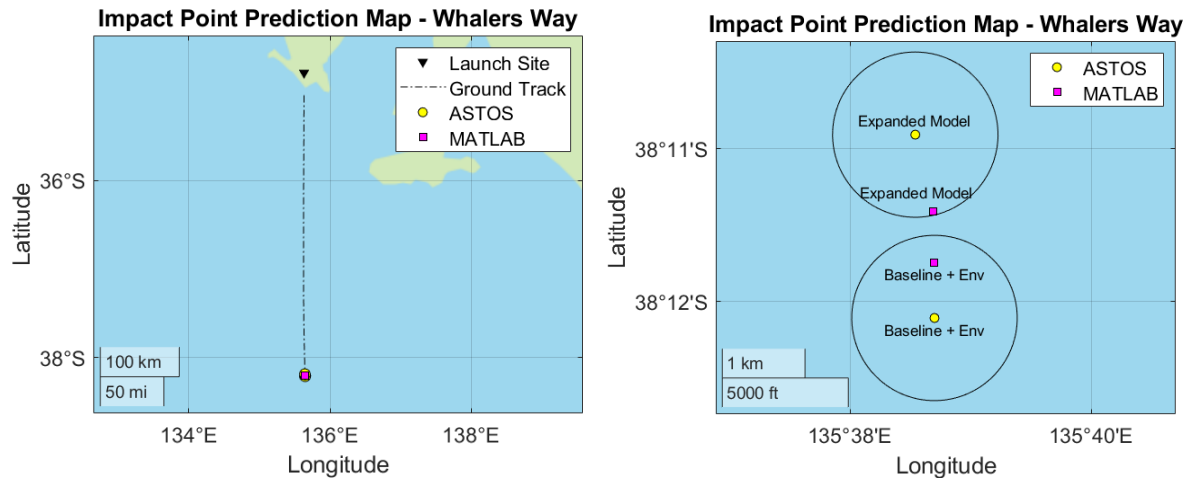 Impact Point Prediction Map - Whalers Way
Launch Site
Ground Track
ASTOS
MATLAB
36°S
38°S
Latitude
100 km
50 mi
134°E
136°E
138°E
Longitude
Impact Point Prediction Map - Whalers Way
ASTOS
MATLAB
Expanded Model
38°11'S
Expanded Model
Latitude
Baseline + Env
38°12'S
Baseline + Env
1 km
5000 ft
135°38'E
135°40'E
Longitude